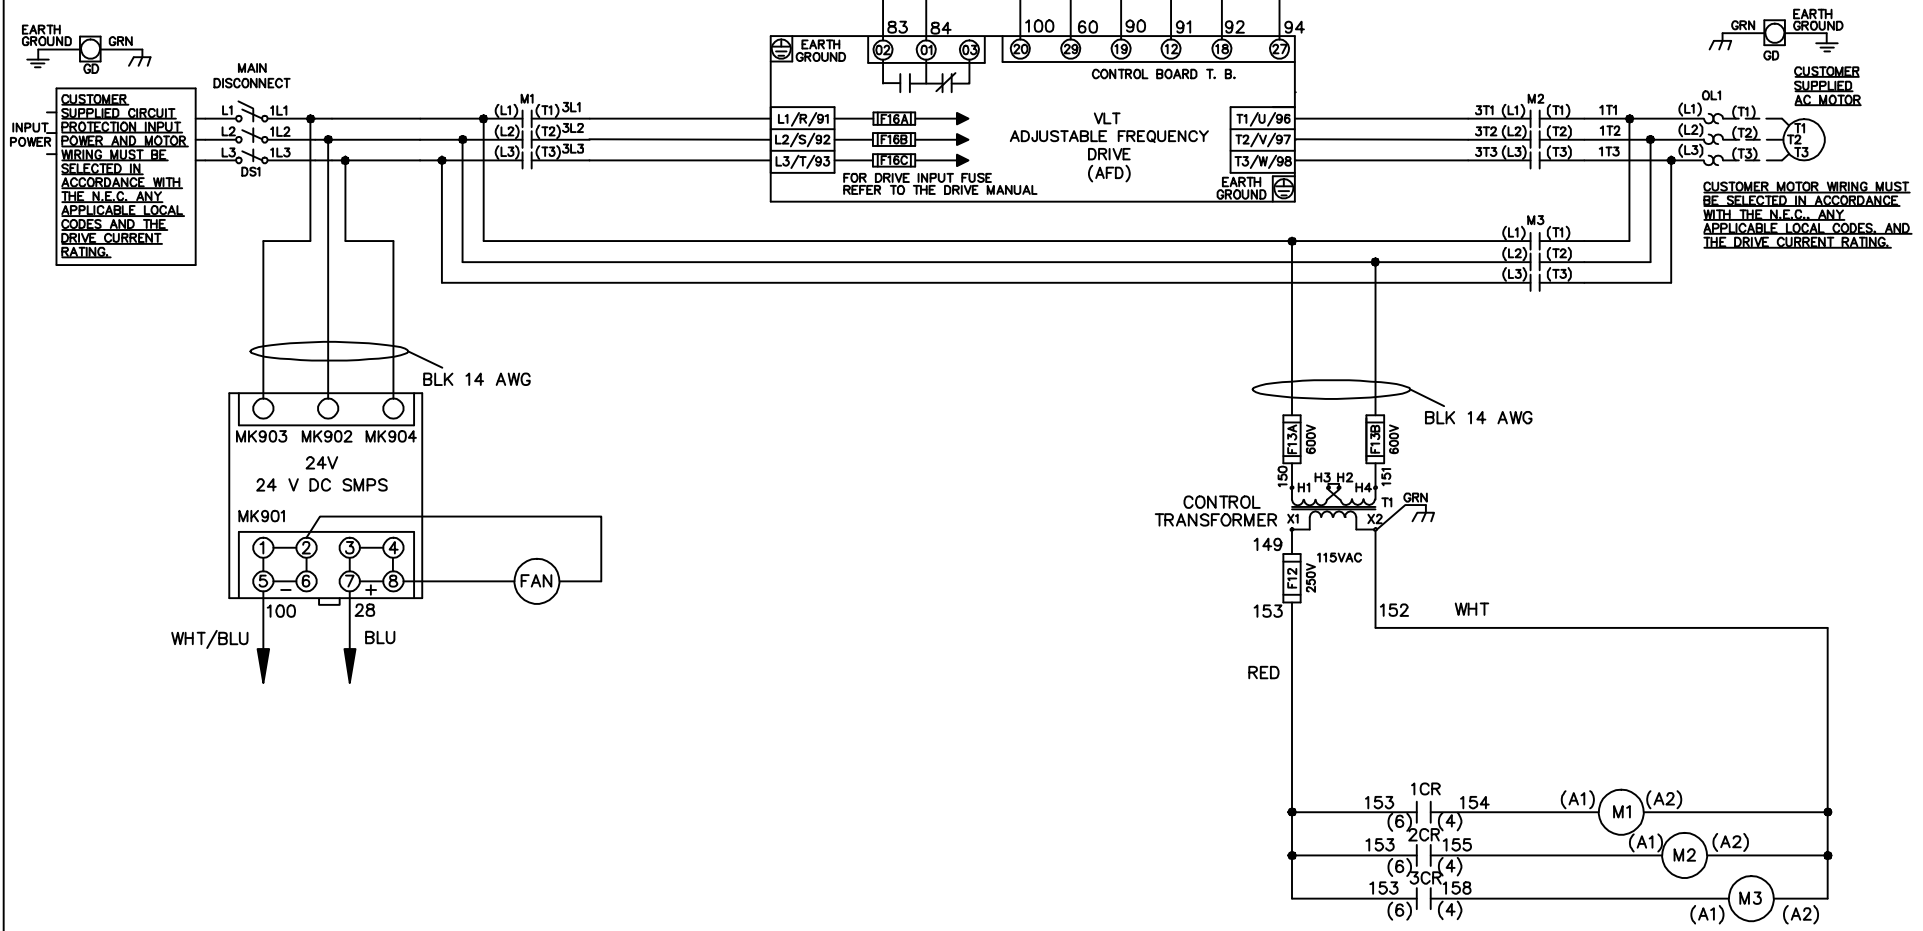 83 84 100 60 90 91 92 94
EARTH
GROUND
GRN
GD
EARTH
GROUND
02 01 03
20 29 19 12 18 27
CONTROL BOARD T. B.
GRN
EARTH
GROUND
GD
MAIN
DISCONNECT
CUSTOMER
SUPPLIED
AC MOTOR
INPUT
POWER
CUSTOMER
SUPPLIED CIRCUIT
PROTECTION INPUT
POWER AND MOTOR
WIRING MUST BE
SELECTED IN
ACCORDANCE WITH
THE N.E.C. ANY
APPLICABLE LOCAL
CODES AND THE
DRIVE CURRENT
RATING.
L1 1L1
L2 1L2
L3 1L3
DS1
M1
(L1) (T1) 3L1
(L2) (T2) 3L2
(L3) (T3) 3L3
L1/R/91
L2/S/92
L3/T/93
F16A
F16B
F16C
FOR DRIVE INPUT FUSE
REFER TO THE DRIVE MANUAL
VLT
ADJUSTABLE FREQUENCY
DRIVE
(AFD)
T1/U/96
T2/V/97
T3/W/98
EARTH
GROUND
M2
3T1 (L1) (T1) 1T1
3T2 (L2) (T2) 1T2
3T3 (L3) (T3) 1T3
OL1
(L1) (T1)
(L2) (T2)
(L3) (T3)
T1
T2
T3
CUSTOMER MOTOR WIRING MUST
BE SELECTED IN ACCORDANCE
WITH THE N.E.C., ANY
APPLICABLE LOCAL CODES, AND
THE DRIVE CURRENT RATING.
M3
(L1) (T1)
(L2) (T2)
(L3) (T3)
BLK 14 AWG
MK903 MK902 MK904
24V
24 V DC SMPS
MK901
1 2 3 4
5 - 6 7 + 8
FAN
100 28
WHT/BLU BLU
BLK 14 AWG
F13A 600V
F13B 600V
150 151
H1 H3 H2 H4
CONTROL
TRANSFORMER
T1
GRN
X1 X2
149
115VAC
F12 250V
153
152 WHT
RED
1CR
153 154
(6) (4)
(A1) M1 (A2)
2CR
153 155
(6) (4)
(A1) M2 (A2)
3CR
153 158
(6) (4)
(A1) M3 (A2)